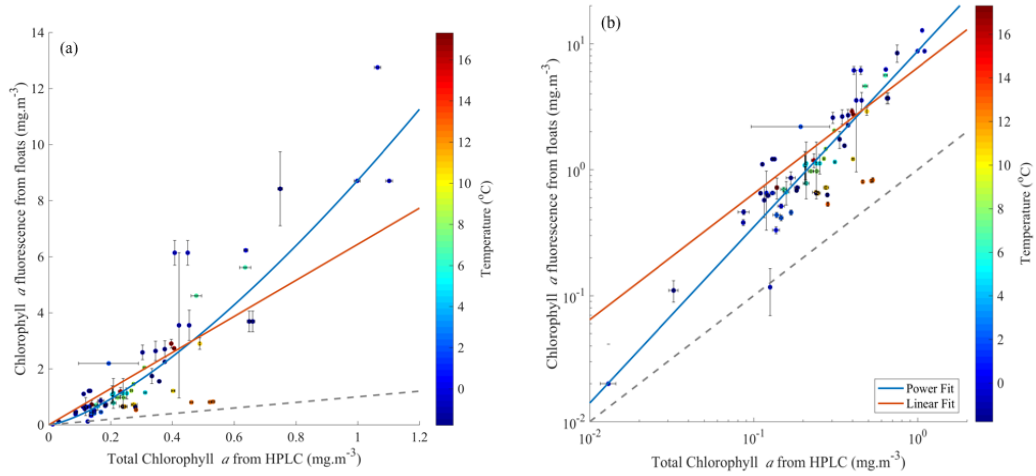 (a)
14
12
10
8
6
4
2
0
0 0.2 0.4 0.6 0.8 1 1.2
Chlorophyll a fluorescence from floats (mg.m-3)
Total Chlorophyll a from HPLC (mg.m-3)
16
14
12
10
8
6
4
2
0
Temperature (oC)
(b)
10^1
10^0
10^-1
10^-2
10^-2 10^-1 10^0
Chlorophyll a fluorescence from floats (mg.m-3)
Total Chlorophyll a from HPLC (mg.m-3)
Power Fit
Linear Fit
16
14
12
10
8
6
4
2
0
Temperature (°C)